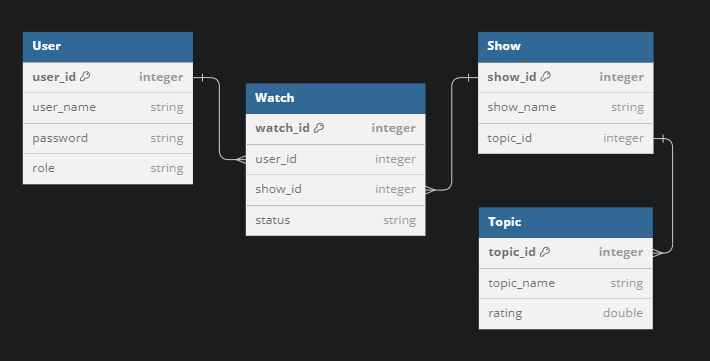 User
user_id integer
user_name string
password string
role string
Watch
watch_id integer
user_id integer
show_id integer
status string
Show
show_id integer
show_name string
topic_id integer
Topic
topic_id integer
topic_name string
rating double